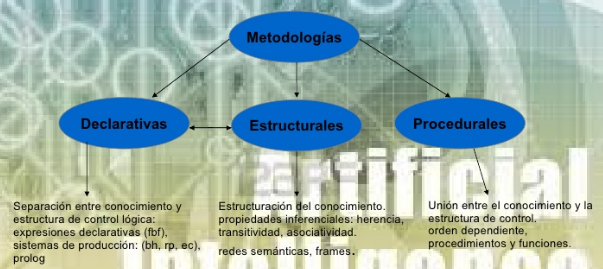 Metodologías
Declarativas
Estructurales
Procedurales
Separación entre conocimiento y
estructura de control lógica:
expresiones declarativas (fbf),
sistemas de producción: (bh, rp, ec),
prolog
Estructuración del conocimiento.
propiedades inferenciales: herencia,
transitividad, asociatividad.
redes semánticas, frames.
Unión entre el conocimiento y la
estructura de control.
orden dependiente,
procedimientos y funciones.
Artificial
Intelligence